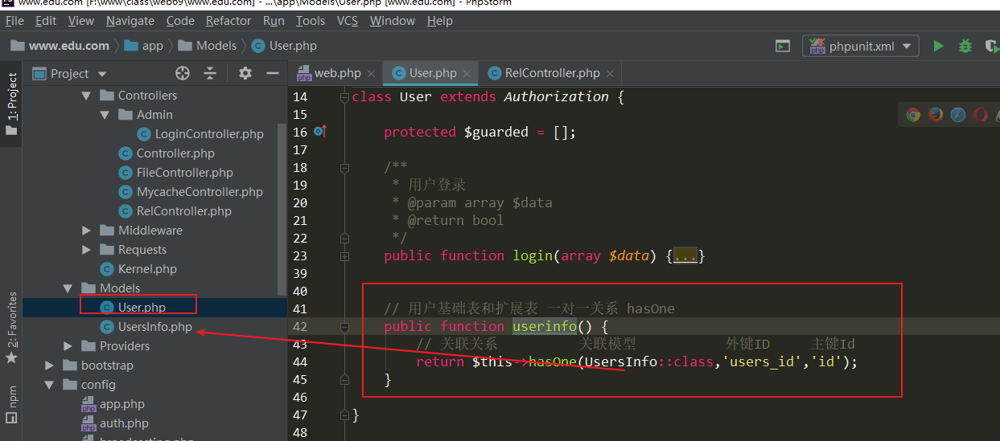 www.edu.com [F:\www\class\web69\www.edu.com] - ...\app\Models\User.php [www.edu.com] - PhpStorm
File Edit View Navigate Code Refactor Run Tools VCS Window Help
www.edu.com app Models User.php phpunit.xml
1: Project
2: Favorites
npm
Project
Controllers
Admin
LoginController.php
Controller.php
FileController.php
MycacheController.php
RelController.php
Middleware
Requests
Kernel.php
Models
User.php
UsersInfo.php
Providers
bootstrap
config
app.php
auth.php
broadcasting.php
web.php User.php RelController.php
14 class User extends Authorization {
15
16 protected $guarded = [];
17
18 /**
19 * 用户登录
20 * @param array $data
21 * @return bool
22 */
23 public function login(array $data) {...}
39
40
41 // 用户基础表和扩展表 一对一关系 hasOne
42 public function userinfo() {
43 // 关联关系 关联模型 外键ID 主键Id
44 return $this->hasOne(UsersInfo::class,'users_id','id');
45 }
46
47 }
48